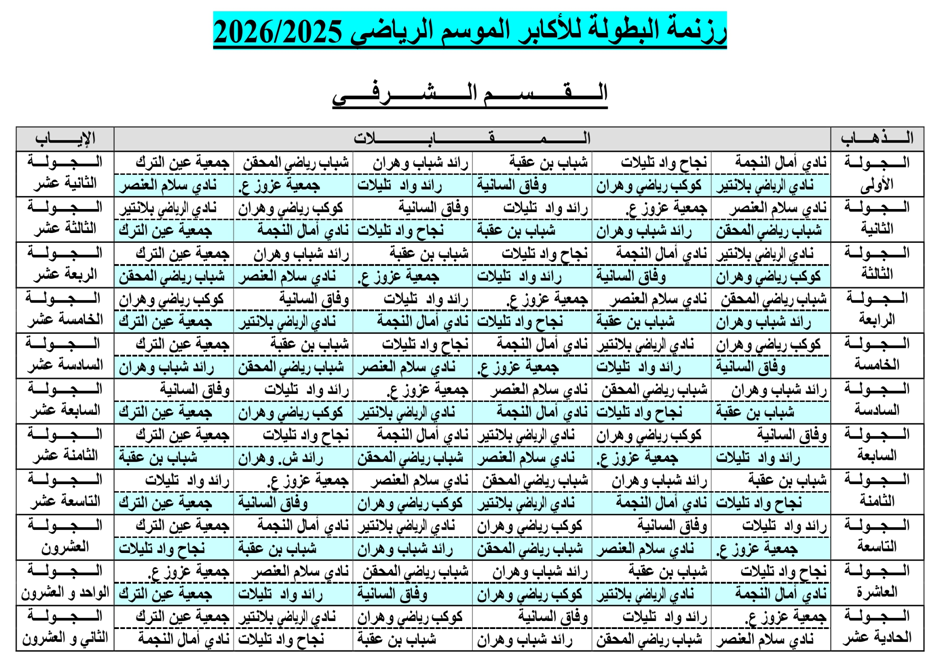 رزنمة البطولة للأكابر الموسم الرياضي 2026/2025
القسم الشرفي
الذهاب المقابلات الإياب
الجولة نادي أمال النجمة نجاح واد تليلات شباب بن عقبة رائد شباب وهران شباب رياضي المحقن جمعية عين الترك الجولة
الأولى نادي الرياضي بلانتير كوكب رياضي وهران وفاق السانية رائد واد تليلات جمعية عزوز ع. نادي سلام العنصر الثانية عشر
الجولة نادي سلام العنصر جمعية عزوز ع. رائد واد تليلات وفاق السانية كوكب رياضي وهران نادي الرياضي بلانتير الجولة
الثانية شباب رياضي المحقن رائد شباب وهران شباب بن عقبة نجاح واد تليلات نادي أمال النجمة جمعية عين الترك الثالثة عشر
الجولة نادي الرياضي بلانتير نادي أمال النجمة نجاح واد تليلات شباب بن عقبة رائد شباب وهران جمعية عين الترك الجولة
الثالثة كوكب رياضي وهران وفاق السانية رائد واد تليلات جمعية عزوز ع. نادي سلام العنصر شباب رياضي المحقن الربعة عشر
الجولة شباب رياضي المحقن نادي سلام العنصر جمعية عزوز ع. رائد واد تليلات وفاق السانية كوكب رياضي وهران الجولة
الرابعة رائد شباب وهران شباب بن عقبة نجاح واد تليلات نادي أمال النجمة نادي الرياضي بلانتير جمعية عين الترك الخامسة عشر
الجولة كوكب رياضي وهران نادي الرياضي بلانتير نادي أمال النجمة نجاح واد تليلات شباب بن عقبة جمعية عين الترك الجولة
الخامسة وفاق السانية رائد واد تليلات جمعية عزوز ع. نادي سلام العنصر شباب رياضي المحقن رائد شباب وهران السادسة عشر
الجولة رائد شباب وهران شباب رياضي المحقن نادي سلام العنصر جمعية عزوز ع. رائد واد تليلات وفاق السانية الجولة
السادسة شباب بن عقبة نجاح واد تليلات نادي أمال النجمة نادي الرياضي بلانتير كوكب رياضي وهران جمعية عين الترك السابعة عشر
الجولة وفاق السانية كوكب رياضي وهران نادي الرياضي بلانتير نادي أمال النجمة نجاح واد تليلات جمعية عين الترك الجولة
السابعة رائد واد تليلات جمعية عزوز ع. نادي سلام العنصر شباب رياضي المحقن رائد ش. وهران شباب بن عقبة الثامنة عشر
الجولة شباب بن عقبة رائد شباب وهران شباب رياضي المحقن نادي سلام العنصر جمعية عزوز ع. رائد واد تليلات الجولة
الثامنة نجاح واد تليلات نادي أمال النجمة نادي الرياضي بلانتير كوكب رياضي وهران وفاق السانية جمعية عين الترك التاسعة عشر
الجولة رائد واد تليلات وفاق السانية كوكب رياضي وهران نادي الرياضي بلانتير نادي أمال النجمة جمعية عين الترك الجولة
التاسعة جمعية عزوز ع. نادي سلام العنصر شباب رياضي المحقن رائد شباب وهران شباب بن عقبة نجاح واد تليلات العشرون
الجولة نجاح واد تليلات شباب بن عقبة رائد شباب وهران شباب رياضي المحقن نادي سلام العنصر جمعية عزوز ع. الجولة
العاشرة نادي أمال النجمة نادي الرياضي بلانتير كوكب رياضي وهران وفاق السانية رائد واد تليلات جمعية عين الترك الواحد و العشرون
الجولة جمعية عزوز ع. رائد واد تليلات وفاق السانية كوكب رياضي وهران نادي الرياضي بلانتير جمعية عين الترك الجولة
الحادية عشر نادي سلام العنصر شباب رياضي المحقن رائد شباب وهران شباب بن عقبة نجاح واد تليلات نادي أمال النجمة الثاني و العشرون